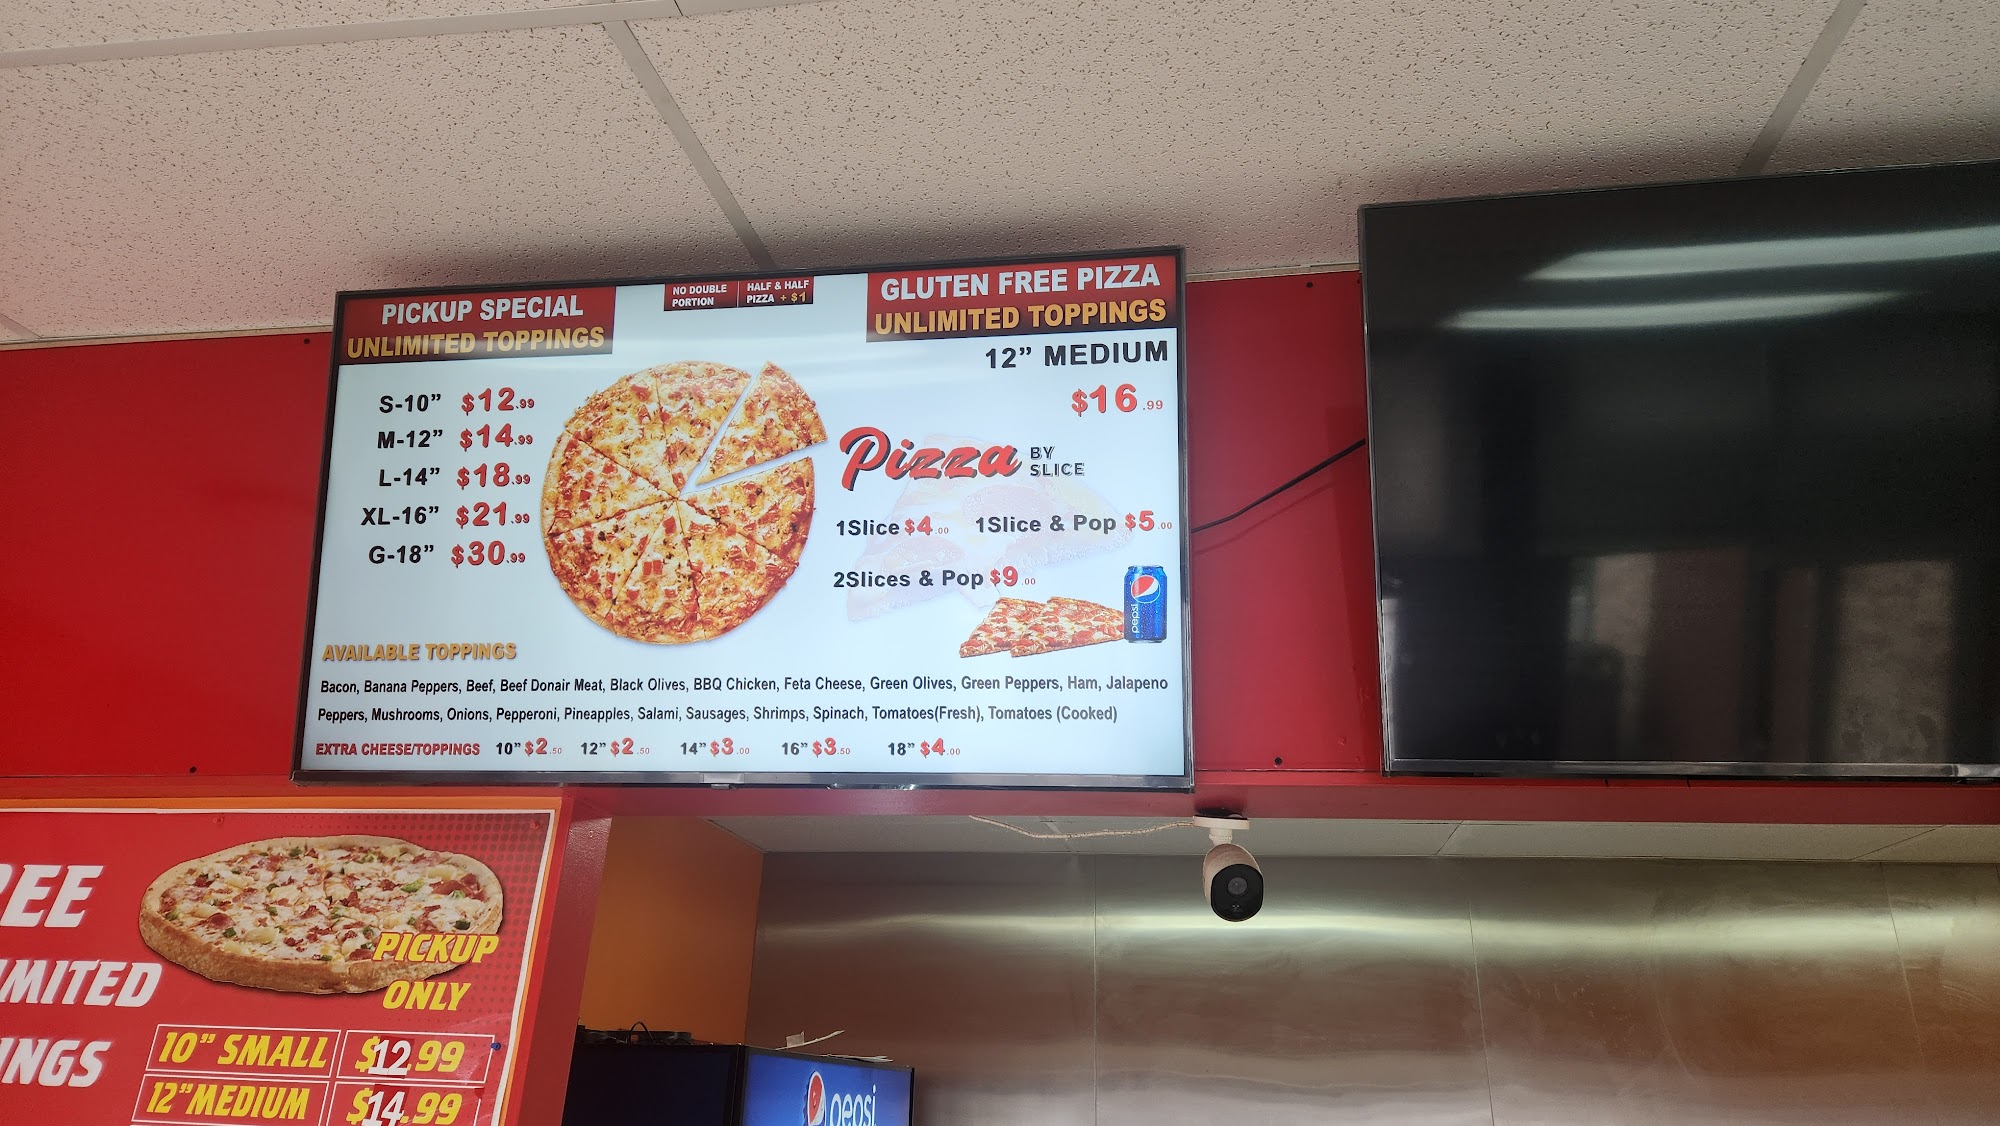 PICKUP SPECIAL
UNLIMITED TOPPINGS
NO DOUBLE
PORTION
HALF & HALF
PIZZA + $1
GLUTEN FREE PIZZA
UNLIMITED TOPPINGS
12” MEDIUM
$16.99
S-10” $12.99
M-12” $14.99
L-14” $18.99
XL-16” $21.99
G-18” $30.99
Pizza BY
SLICE
1Slice $4.00 1Slice & Pop $5.00
2Slices & Pop $9.00
pepsi
AVAILABLE TOPPINGS
Bacon, Banana Peppers, Beef, Beef Donair Meat, Black Olives, BBQ Chicken, Feta Cheese, Green Olives, Green Peppers, Ham, Jalapeno
Peppers, Mushrooms, Onions, Pepperoni, Pineapples, Salami, Sausages, Shrimps, Spinach, Tomatoes(Fresh), Tomatoes (Cooked)
EXTRA CHEESE/TOPPINGS 10” $2.50 12” $2.50 14” $3.00 16” $3.50 18” $4.00
PICKUP
ONLY
10” SMALL $12.99
12” MEDIUM $14.99
pepsi